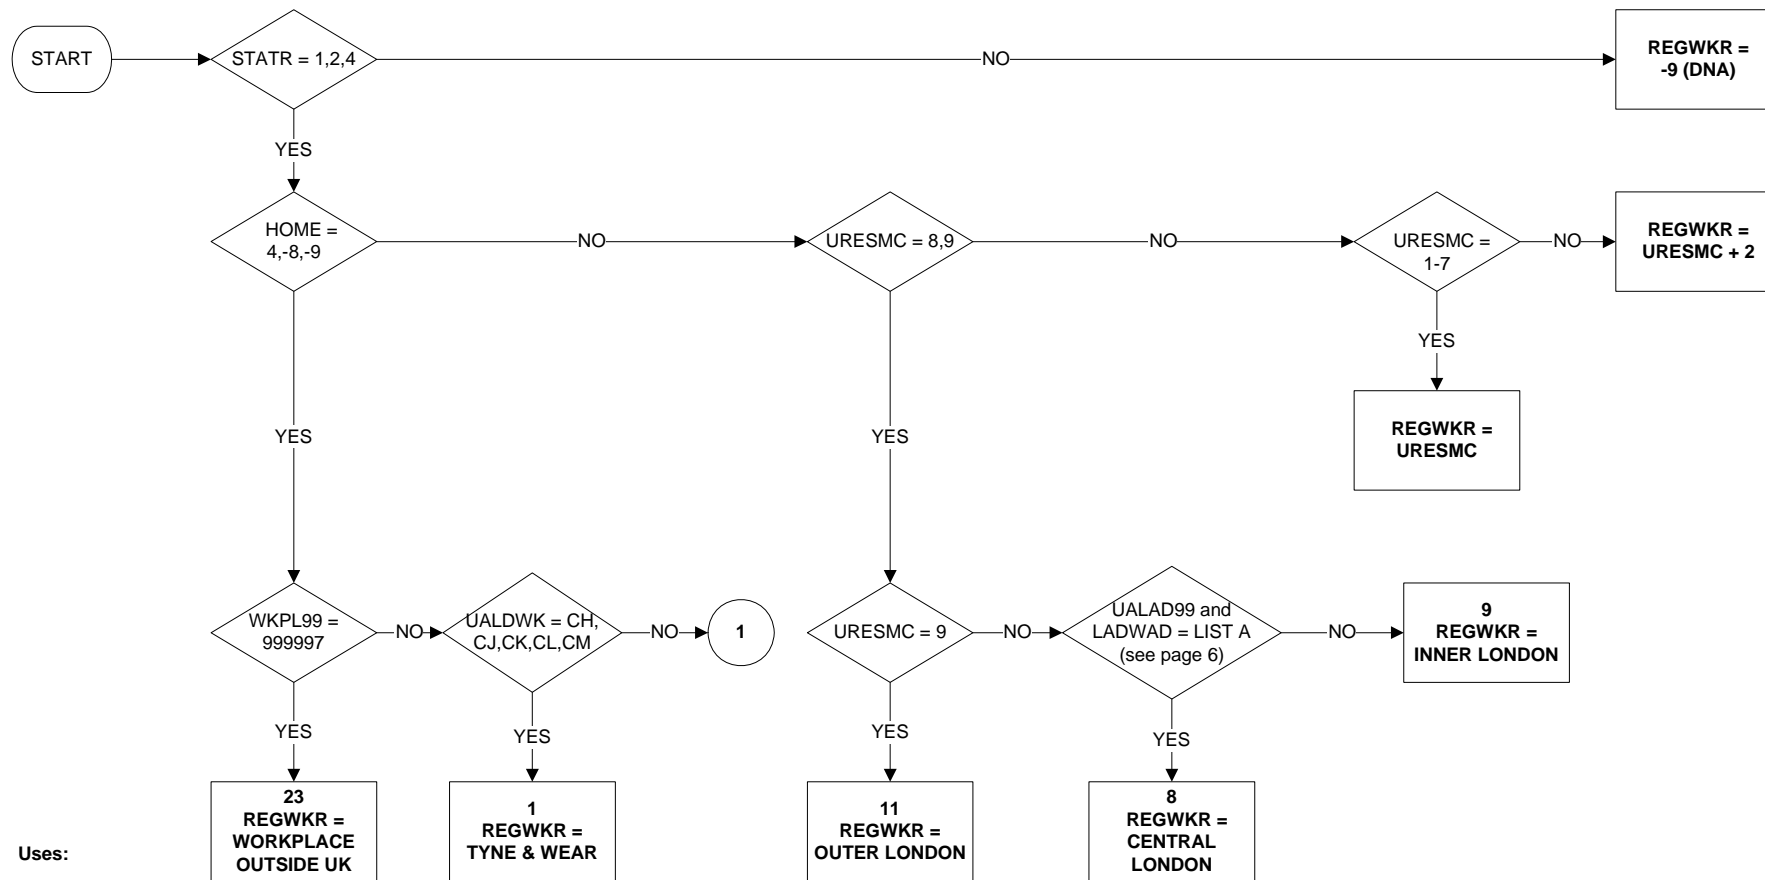 START
STATR = 1,2,4
NO
REGWKR =
-9 (DNA)
YES
HOME =
4,-8,-9
NO
URESMC = 8,9
NO
URESMC =
1-7
NO
REGWKR =
URESMC + 2
YES
REGWKR =
URESMC
YES
YES
WKPL99 =
999997
NO
UALDWK = CH,
CJ,CK,CL,CM
NO
1
URESMC = 9
NO
UALAD99 and
LADWAD = LIST A
(see page 6)
NO
9
REGWKR =
INNER LONDON
YES
YES
YES
YES
23
REGWKR =
WORKPLACE
OUTSIDE UK
1
REGWKR =
TYNE & WEAR
11
REGWKR =
OUTER LONDON
8
REGWKR =
CENTRAL
LONDON
Uses: